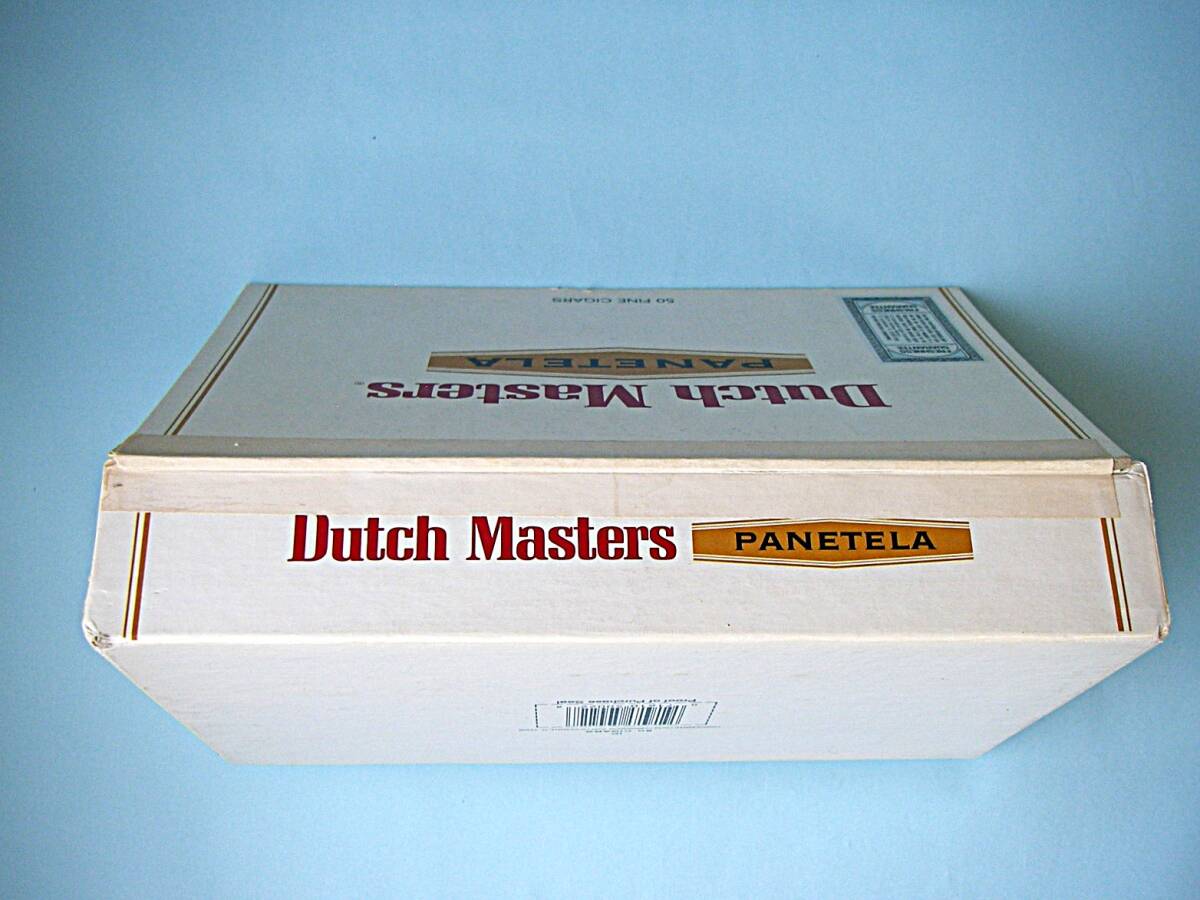 50 FINE CIGARS
PANETELA
Dutch Masters®
Dutch Masters PANETELA
Proof of Purchase Seal